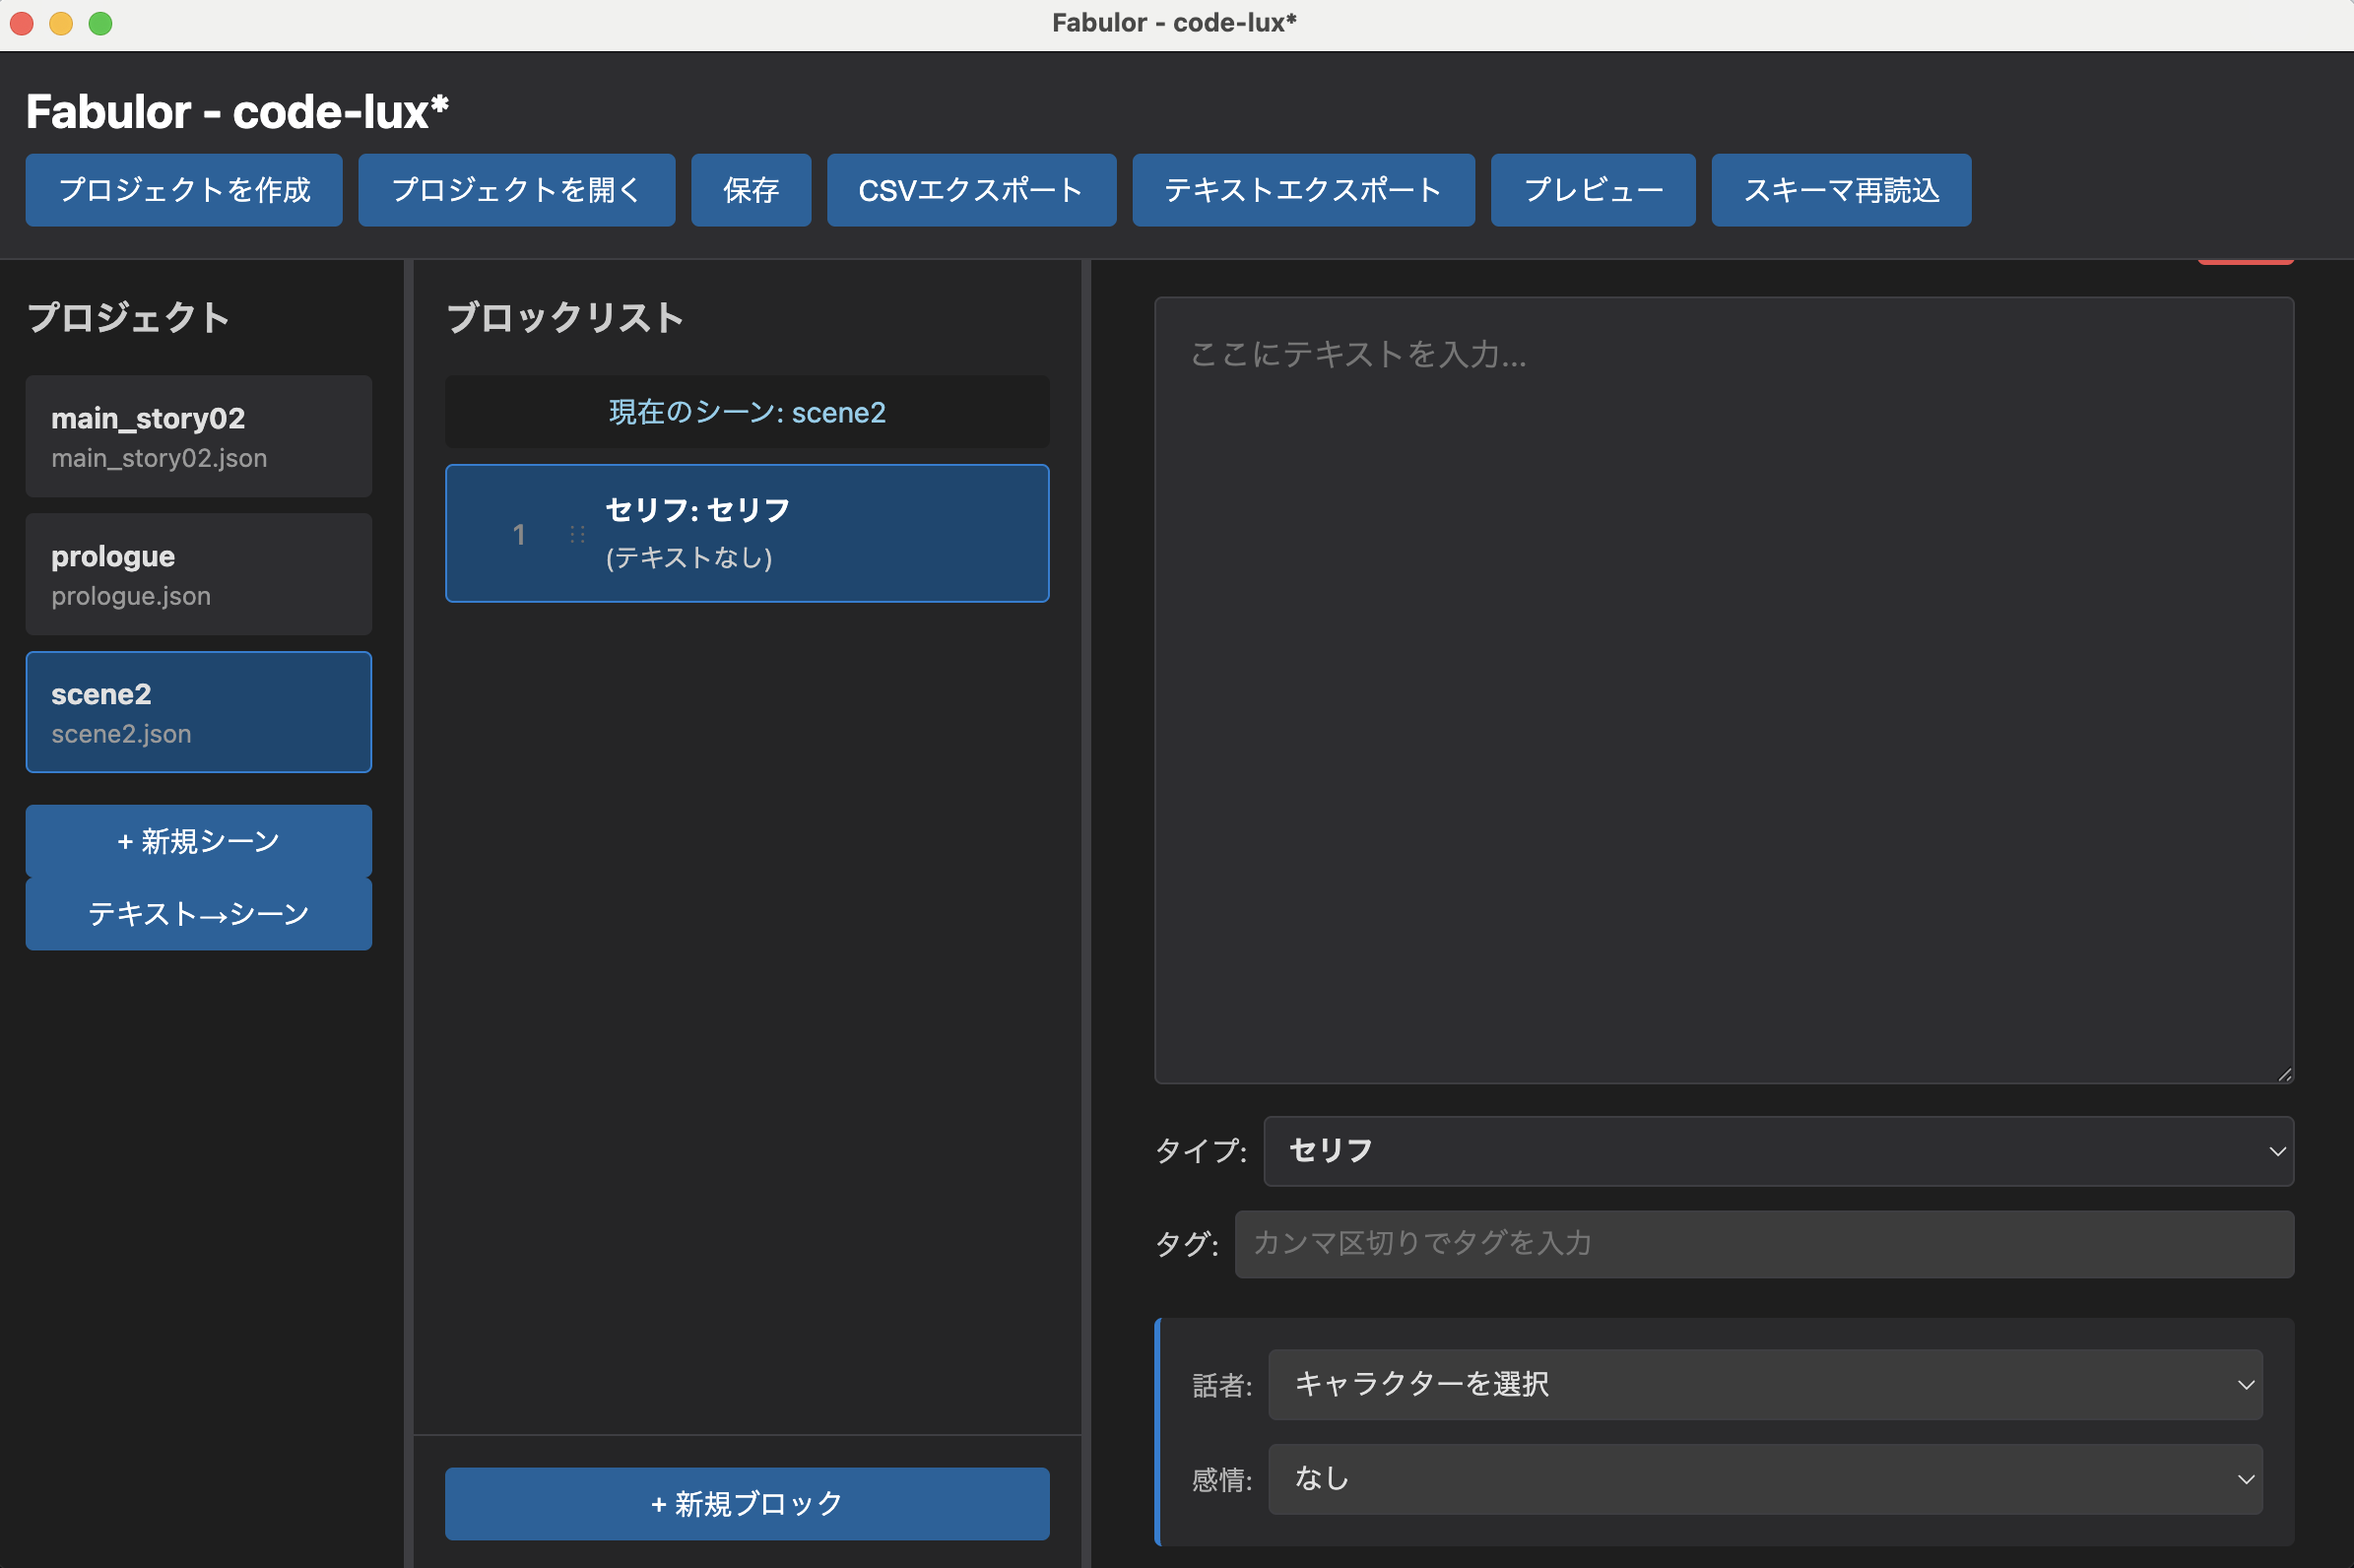 Fabulor - code-lux*
Fabulor - code-lux*
プロジェクトを作成
プロジェクトを開く
保存
CSVエクスポート
テキストエクスポート
プレビュー
スキーマ再読込
プロジェクト
main_story02
main_story02.json
prologue
prologue.json
scene2
scene2.json
+ 新規シーン
テキスト→シーン
ブロックリスト
現在のシーン: scene2
1
セリフ: セリフ
(テキストなし)
+ 新規ブロック
ここにテキストを入力...
タイプ: セリフ
タグ: カンマ区切りでタグを入力
話者: キャラクターを選択
感情: なし